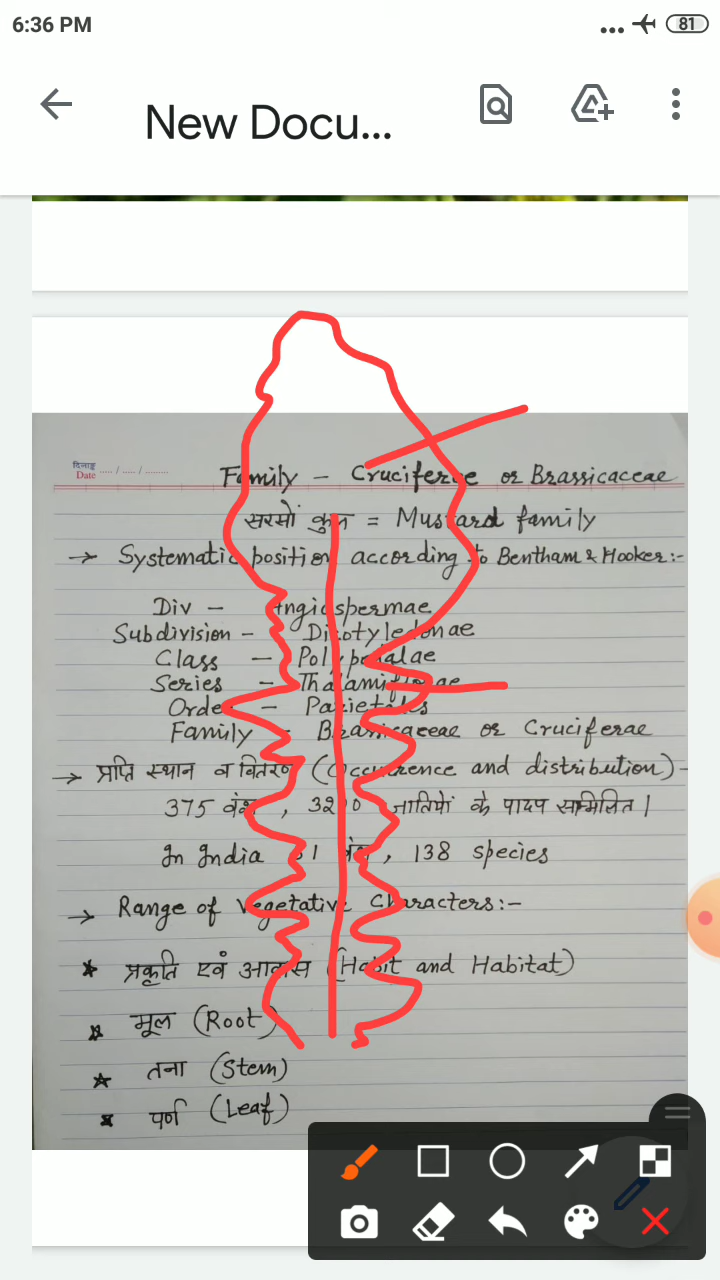 6:36 PM
81
New Docu...
दिनाङ्क
Date ..... / ..... / .........
Family - Cruciferae or Brassicaceae
सरसों कुल = Mustard family
→ Systematic position according to Bentham & Hooker:-
Div - Angiospermae
Subdivision - Dicotyledonae
Class - Polypetalae
Series - Thalamiflorae
Order - Parietales
Family - Brassicaceae or Cruciferae
→ प्रप्ति स्थान व वितरण (Occurrence and distribution) -
375 वंश , 3200 जातियों के पादप सम्मिलित |
In India 51 वंश , 138 species
→ Range of Vegetative Characters:-
★ प्रकृति एवं आवास (Habit and Habitat)
★ मूल (Root)
★ तना (Stem)
★ पर्ण (Leaf)